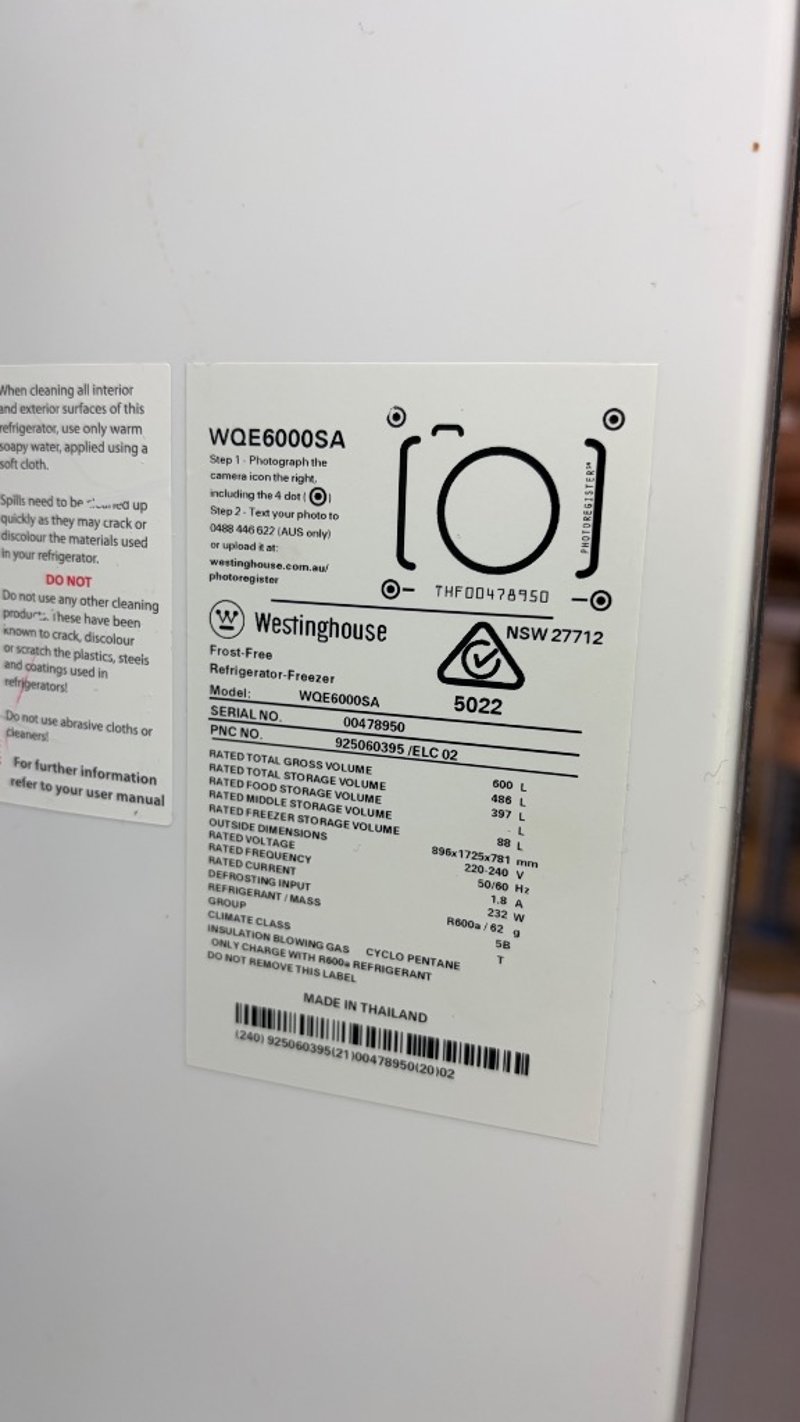 When cleaning all interior
and exterior surfaces of this
refrigerator, use only warm
soapy water, applied using a
soft cloth.
Spills need to be up
quickly as they may crack or
discolour the materials used
in your refrigerator.
DO NOT
Do not use any other cleaning
products. These have been
known to crack, discolour
or scratch the plastics, steels
and coatings used in
refrigerators!
Do not use abrasive cloths or
cleaners!
For further information
refer to your user manual
WQE6000SA
Step 1 - Photograph the
camera icon the right,
including the 4 dot ( )
Step 2 - Text your photo to
0488 446 622 (AUS only)
or upload it at:
westinghouse.com.au/
photoregister
PHOTOREGISTER℠
THF00478950
W Westinghouse
NSW 27712
5022
Frost-Free
Refrigerator-Freezer
Model: WQE6000SA
SERIAL NO. 00478950
PNC NO. 925060395 /ELC 02
RATED TOTAL GROSS VOLUME 600 L
RATED TOTAL STORAGE VOLUME 486 L
RATED FOOD STORAGE VOLUME 397 L
RATED MIDDLE STORAGE VOLUME - L
RATED FREEZER STORAGE VOLUME 88 L
OUTSIDE DIMENSIONS 896x1725x781 mm
RATED VOLTAGE 220-240 V
RATED FREQUENCY 50/60 Hz
RATED CURRENT 1.8 A
DEFROSTING INPUT 232 W
REFRIGERANT / MASS R600a / 62 g
GROUP 5B
CLIMATE CLASS T
INSULATION BLOWING GAS CYCLO PENTANE
ONLY CHARGE WITH R600a REFRIGERANT
DO NOT REMOVE THIS LABEL
MADE IN THAILAND
(240) 925060395(21)00478950(20)02